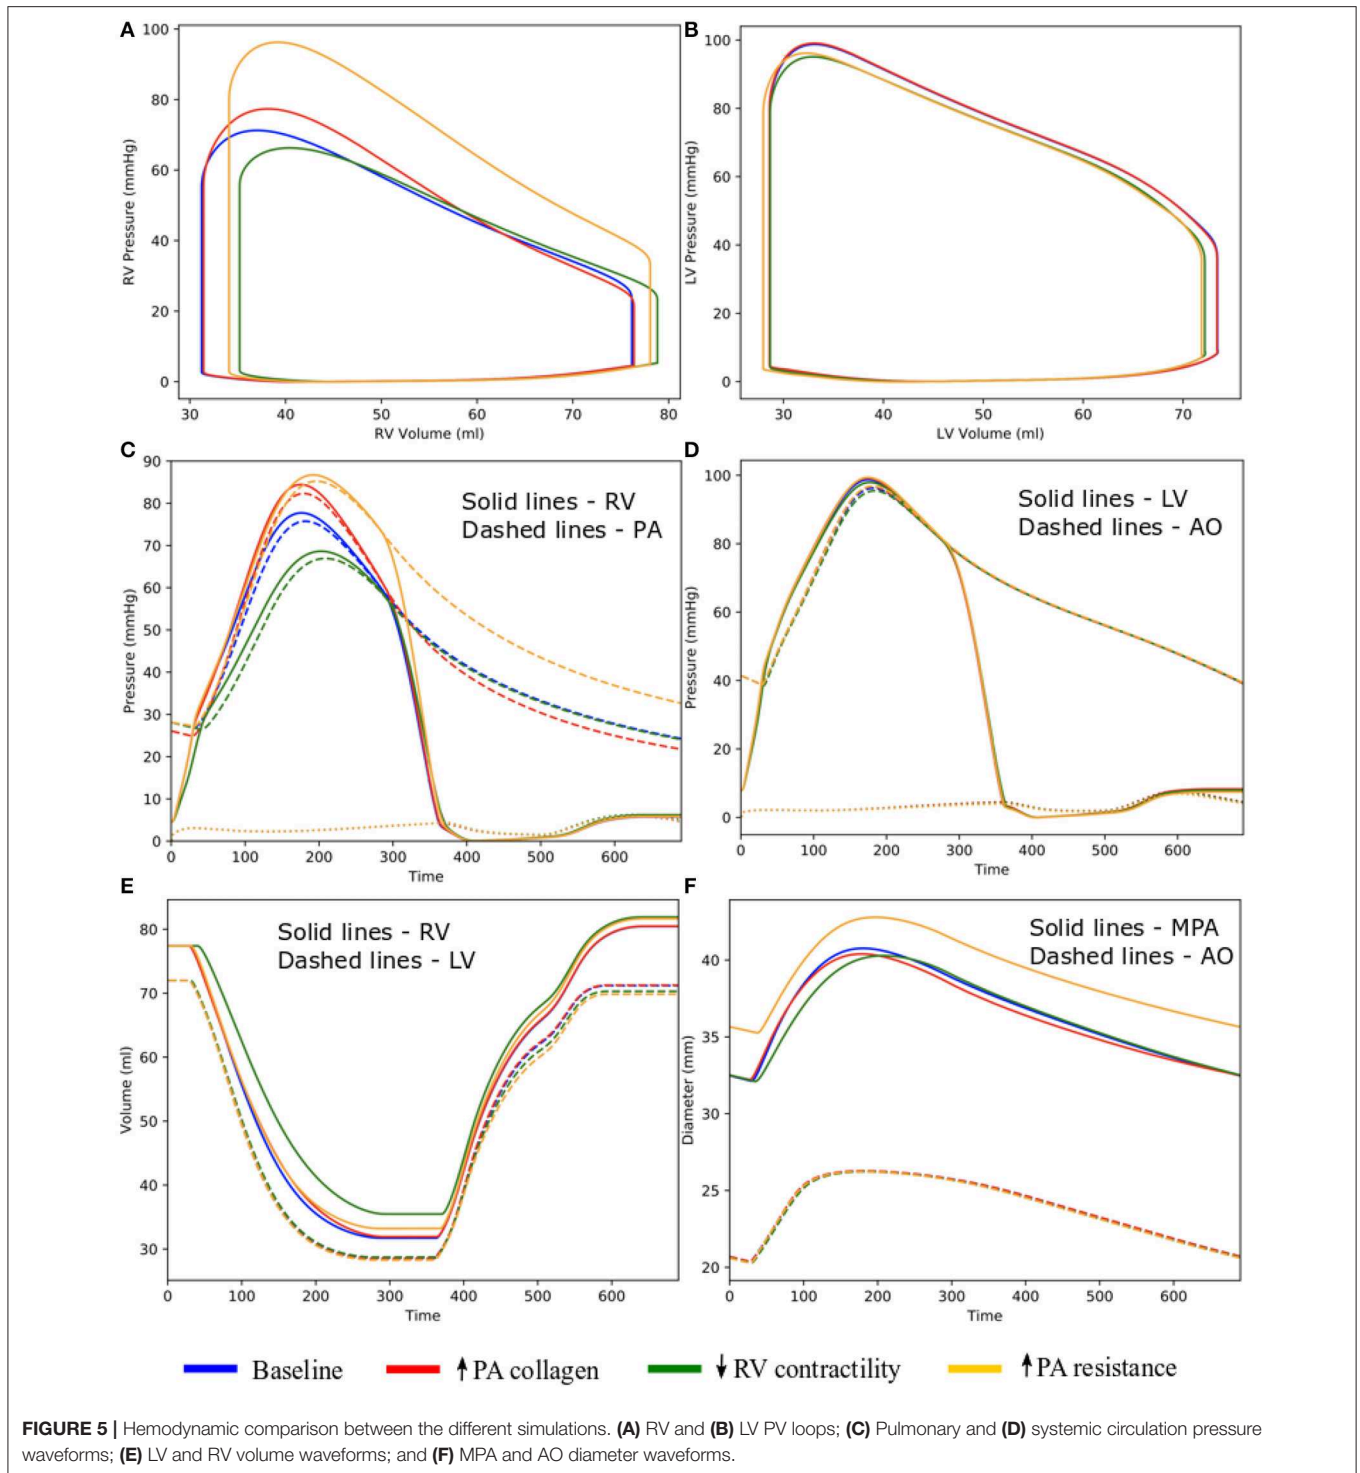 A
100
80
60
40
20
0
RV Pressure (mmHg)
30 40 50 60 70 80
RV Volume (ml)
B
100
80
60
40
20
0
LV Pressure (mmHg)
30 40 50 60 70
LV Volume (ml)
C
90
80
70
60
50
40
30
20
10
0
Pressure (mmHg)
Solid lines - RV
Dashed lines - PA
0 100 200 300 400 500 600
Time
D
100
80
60
40
20
0
Pressure (mmHg)
Solid lines - LV
Dashed lines - AO
0 100 200 300 400 500 600
Time
E
80
70
60
50
40
30
Volume (ml)
Solid lines - RV
Dashed lines - LV
0 100 200 300 400 500 600
Time
F
40
35
30
25
20
Diameter (mm)
Solid lines - MPA
Dashed lines - AO
0 100 200 300 400 500 600
Time
Baseline ↑ PA collagen ↓ RV contractility ↑ PA resistance
FIGURE 5 | Hemodynamic comparison between the different simulations. (A) RV and (B) LV PV loops; (C) Pulmonary and (D) systemic circulation pressure
waveforms; (E) LV and RV volume waveforms; and (F) MPA and AO diameter waveforms.